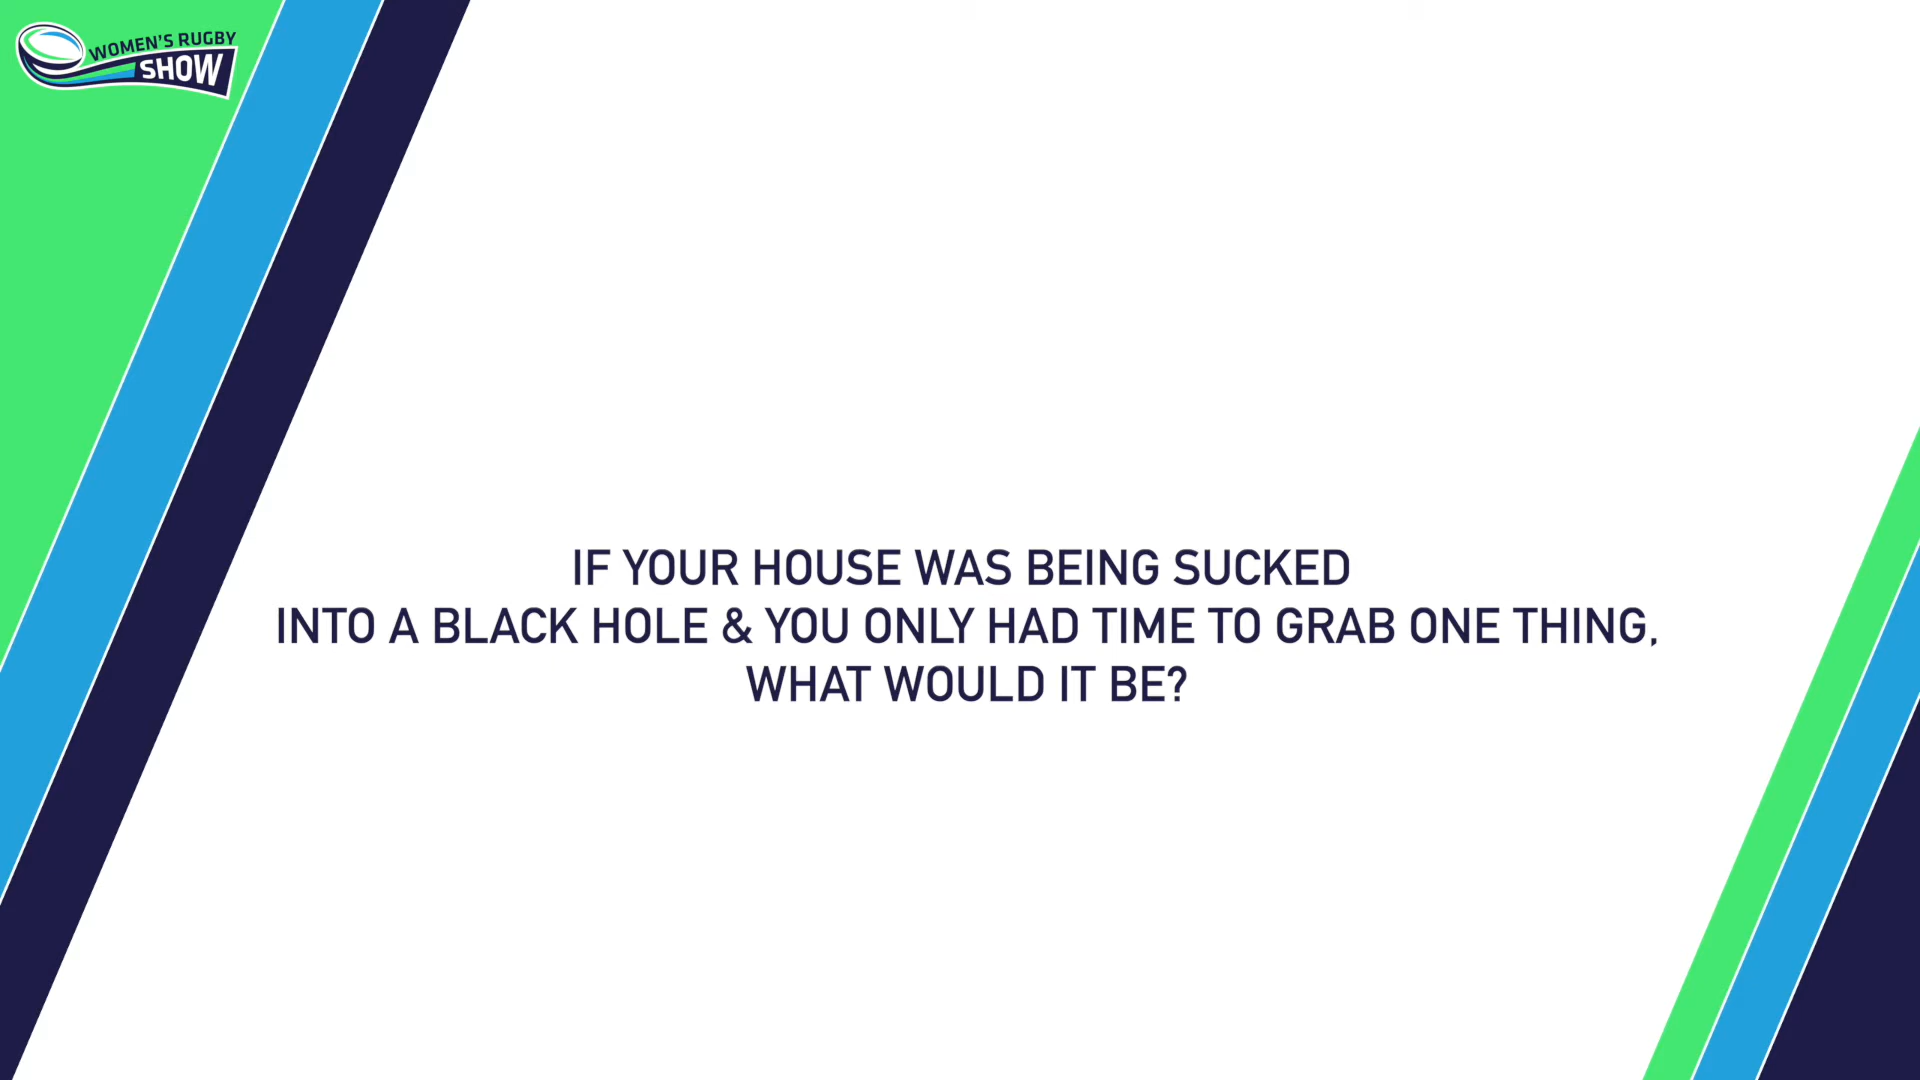 WOMEN'S RUGBY
SHOW
IF YOUR HOUSE WAS BEING SUCKED
INTO A BLACK HOLE & YOU ONLY HAD TIME TO GRAB ONE THING,
WHAT WOULD IT BE?